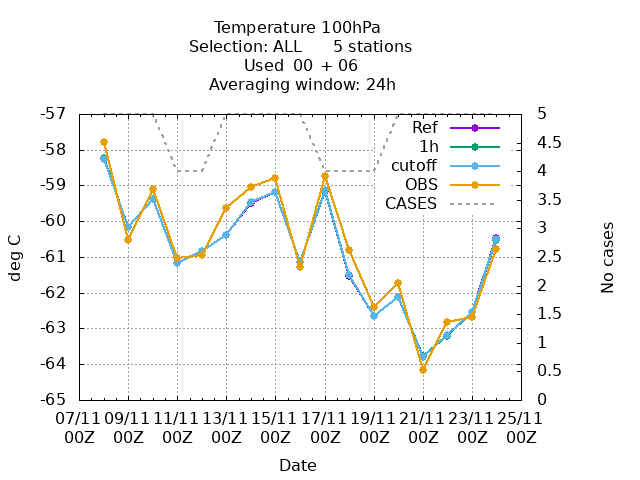 Temperature 100hPa
Selection: ALL 5 stations
Used 00 + 06
Averaging window: 24h
-57
-58
-59
-60
-61
-62
-63
-64
-65
deg C
5
4.5
4
3.5
3
2.5
2
1.5
1
0.5
0
No cases
Ref
1h
cutoff
OBS
CASES
07/11 09/11 11/11 13/11 15/11 17/11 19/11 21/11 23/11 25/11
00Z 00Z 00Z 00Z 00Z 00Z 00Z 00Z 00Z 00Z
Date